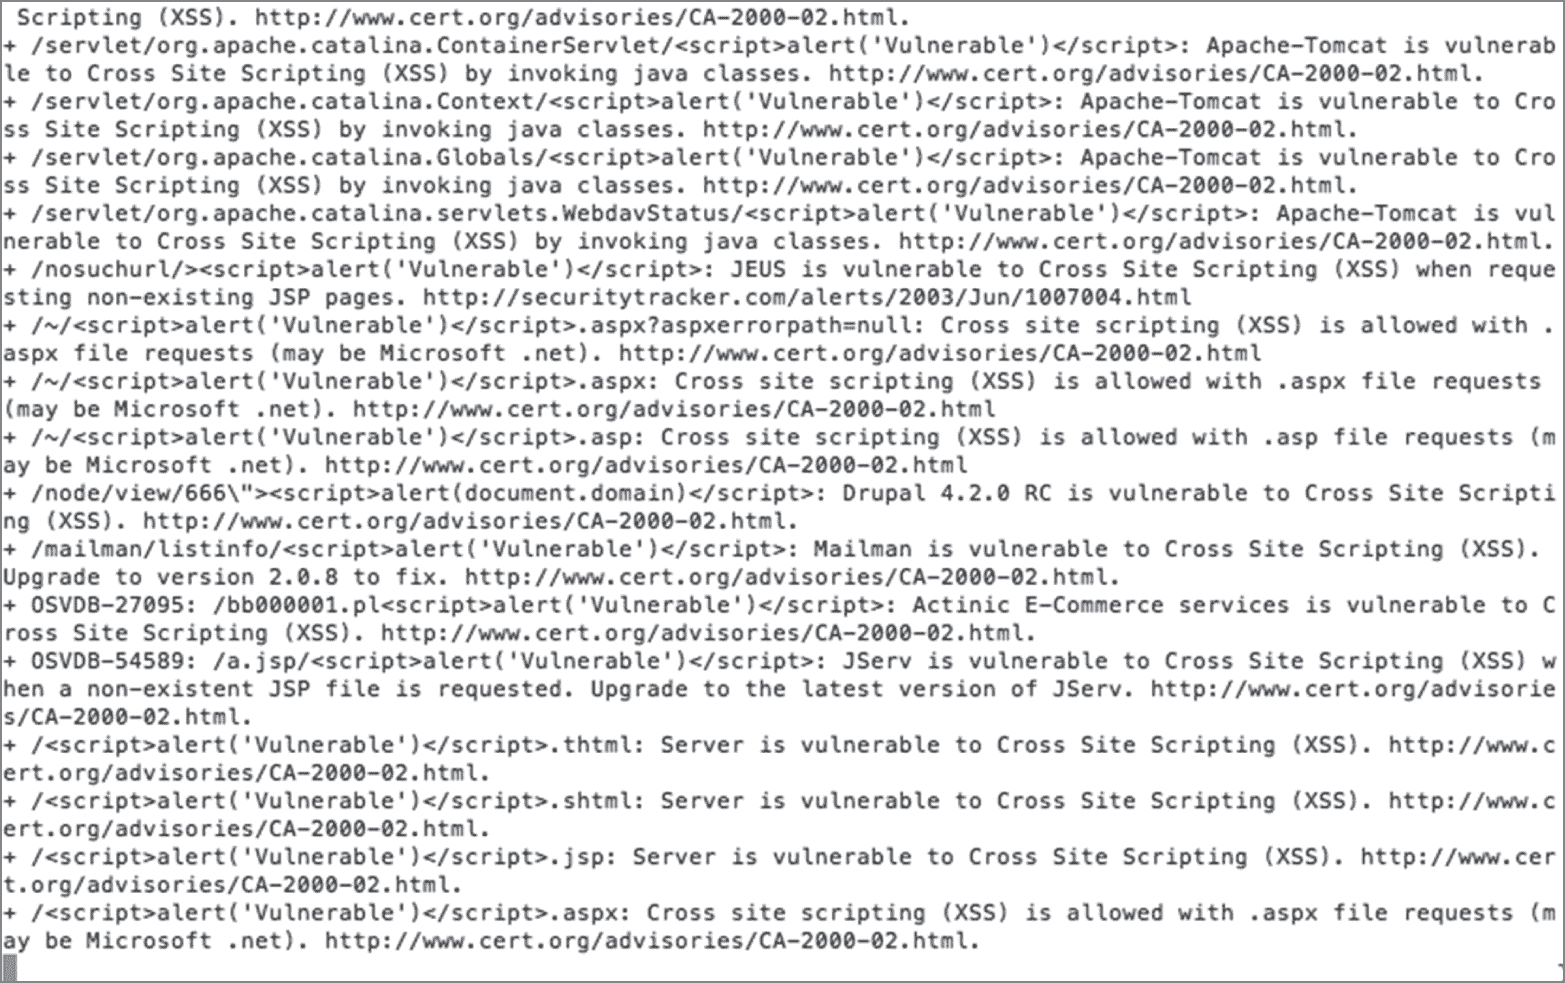 Scripting (XSS). http://www.cert.org/advisories/CA-2000-02.html.
+ /servlet/org.apache.catalina.ContainerServlet/<script>alert('Vulnerable')</script>: Apache-Tomcat is vulnerab
le to Cross Site Scripting (XSS) by invoking java classes. http://www.cert.org/advisories/CA-2000-02.html.
+ /servlet/org.apache.catalina.Context/<script>alert('Vulnerable')</script>: Apache-Tomcat is vulnerable to Cro
ss Site Scripting (XSS) by invoking java classes. http://www.cert.org/advisories/CA-2000-02.html.
+ /servlet/org.apache.catalina.Globals/<script>alert('Vulnerable')</script>: Apache-Tomcat is vulnerable to Cro
ss Site Scripting (XSS) by invoking java classes. http://www.cert.org/advisories/CA-2000-02.html.
+ /servlet/org.apache.catalina.servlets.WebdavStatus/<script>alert('Vulnerable')</script>: Apache-Tomcat is vul
nerable to Cross Site Scripting (XSS) by invoking java classes. http://www.cert.org/advisories/CA-2000-02.html.
+ /nosuchurl/><script>alert('Vulnerable')</script>: JEUS is vulnerable to Cross Site Scripting (XSS) when reque
sting non-existing JSP pages. http://securitytracker.com/alerts/2003/Jun/1007004.html
+ /~/<script>alert('Vulnerable')</script>.aspx?aspxerrorpath=null: Cross site scripting (XSS) is allowed with .
aspx file requests (may be Microsoft .net). http://www.cert.org/advisories/CA-2000-02.html
+ /~/<script>alert('Vulnerable')</script>.aspx: Cross site scripting (XSS) is allowed with .aspx file requests
(may be Microsoft .net). http://www.cert.org/advisories/CA-2000-02.html
+ /~/<script>alert('Vulnerable')</script>.asp: Cross site scripting (XSS) is allowed with .asp file requests (m
ay be Microsoft .net). http://www.cert.org/advisories/CA-2000-02.html
+ /node/view/666\"><script>alert(document.domain)</script>: Drupal 4.2.0 RC is vulnerable to Cross Site Scripti
ng (XSS). http://www.cert.org/advisories/CA-2000-02.html.
+ /mailman/listinfo/<script>alert('Vulnerable')</script>: Mailman is vulnerable to Cross Site Scripting (XSS).
Upgrade to version 2.0.8 to fix. http://www.cert.org/advisories/CA-2000-02.html.
+ OSVDB-27095: /bb000001.pl<script>alert('Vulnerable')</script>: Actinic E-Commerce services is vulnerable to C
ross Site Scripting (XSS). http://www.cert.org/advisories/CA-2000-02.html.
+ OSVDB-54589: /a.jsp/<script>alert('Vulnerable')</script>: JServ is vulnerable to Cross Site Scripting (XSS) w
hen a non-existent JSP file is requested. Upgrade to the latest version of JServ. http://www.cert.org/advisorie
s/CA-2000-02.html.
+ /<script>alert('Vulnerable')</script>.thtml: Server is vulnerable to Cross Site Scripting (XSS). http://www.c
ert.org/advisories/CA-2000-02.html.
+ /<script>alert('Vulnerable')</script>.shtml: Server is vulnerable to Cross Site Scripting (XSS). http://www.c
ert.org/advisories/CA-2000-02.html.
+ /<script>alert('Vulnerable')</script>.jsp: Server is vulnerable to Cross Site Scripting (XSS). http://www.cer
t.org/advisories/CA-2000-02.html.
+ /<script>alert('Vulnerable')</script>.aspx: Cross site scripting (XSS) is allowed with .aspx file requests (m
ay be Microsoft .net). http://www.cert.org/advisories/CA-2000-02.html.